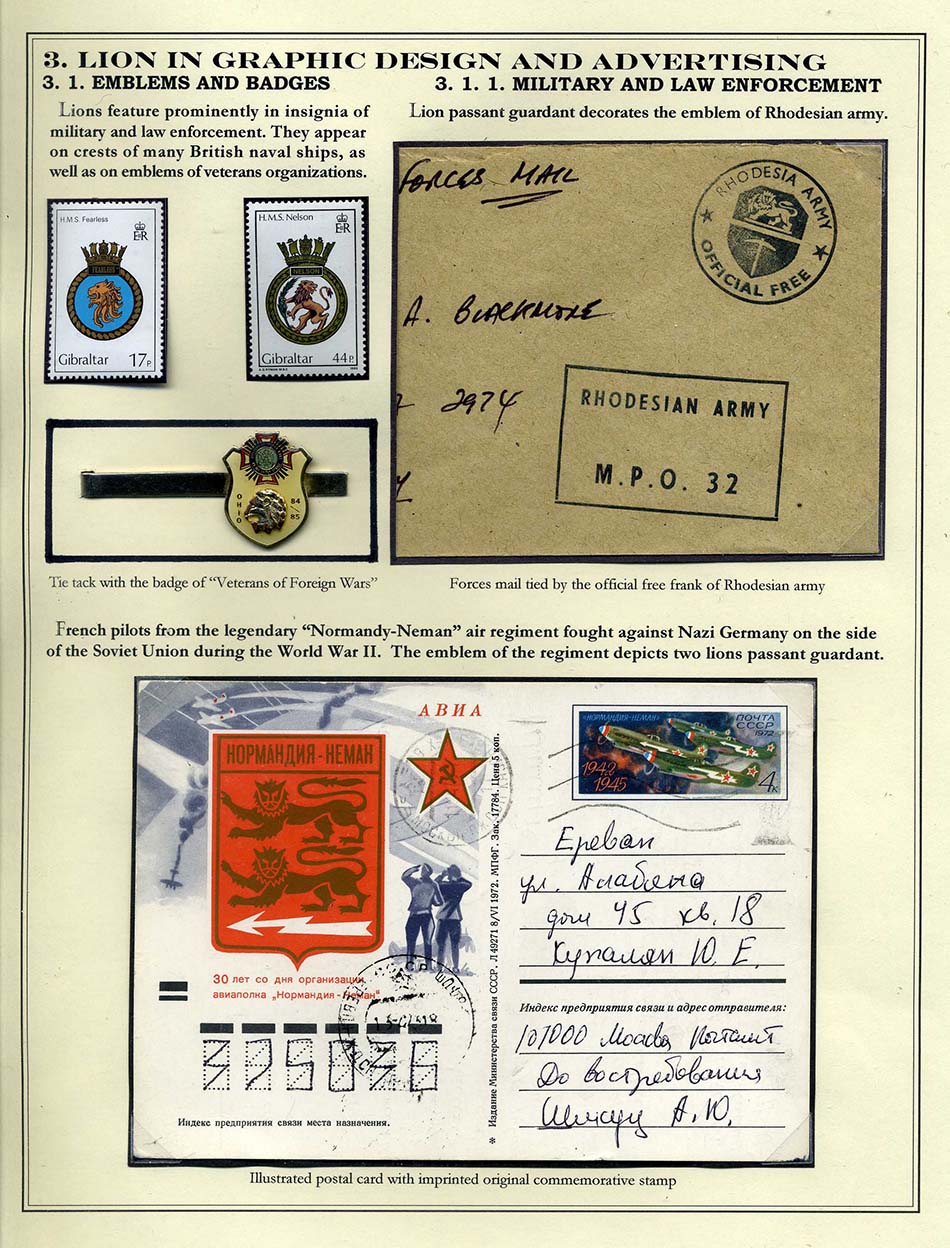 3. LION IN GRAPHIC DESIGN AND ADVERTISING
3. 1. EMBLEMS AND BADGES
3. 1. 1. MILITARY AND LAW ENFORCEMENT
Lions feature prominently in insignia of
military and law enforcement. They appear
on crests of many British naval ships, as
well as on emblems of veterans organizations.
Lion passant guardant decorates the emblem of Rhodesian army.
H.M.S. Fearless
EIIR
FEARLESS
Gibraltar 17P.
H.M.S. Nelson
EIIR
NELSON
Gibraltar 44P.
FORCES MAIL
RHODESIA ARMY
OFFICIAL FREE
A. BLACKMORE
2974
RHODESIAN ARMY
M.P.O. 32
OHIO
84/85
Tie tack with the badge of "Veterans of Foreign Wars"
Forces mail tied by the official free frank of Rhodesian army
French pilots from the legendary "Normandy-Neman" air regiment fought against Nazi Germany on the side
of the Soviet Union during the World War II. The emblem of the regiment depicts two lions passant guardant.
АВИА
НОРМАНДИЯ-НЕМАН
30 лет со дня организации
авиаполка „Нормандия-Неман"
Индекс предприятия связи места назначения.
* Издание Министерства связи СССР. Л 49271 8/VI 1972. МПФГ. Зак. 17784. Цена 5 коп.
"НОРМАНДИЯ-НЕМАН"
ПОЧТА
СССР
1972
1942
1945
4к
Ереван
ул. Алабяна
дом 45 кв. 18
Ю. Е.
Индекс предприятия связи и адрес отправителя:
101000 Москва Почтамт
До востребования
А. Ю.
Illustrated postal card with imprinted original commemorative stamp